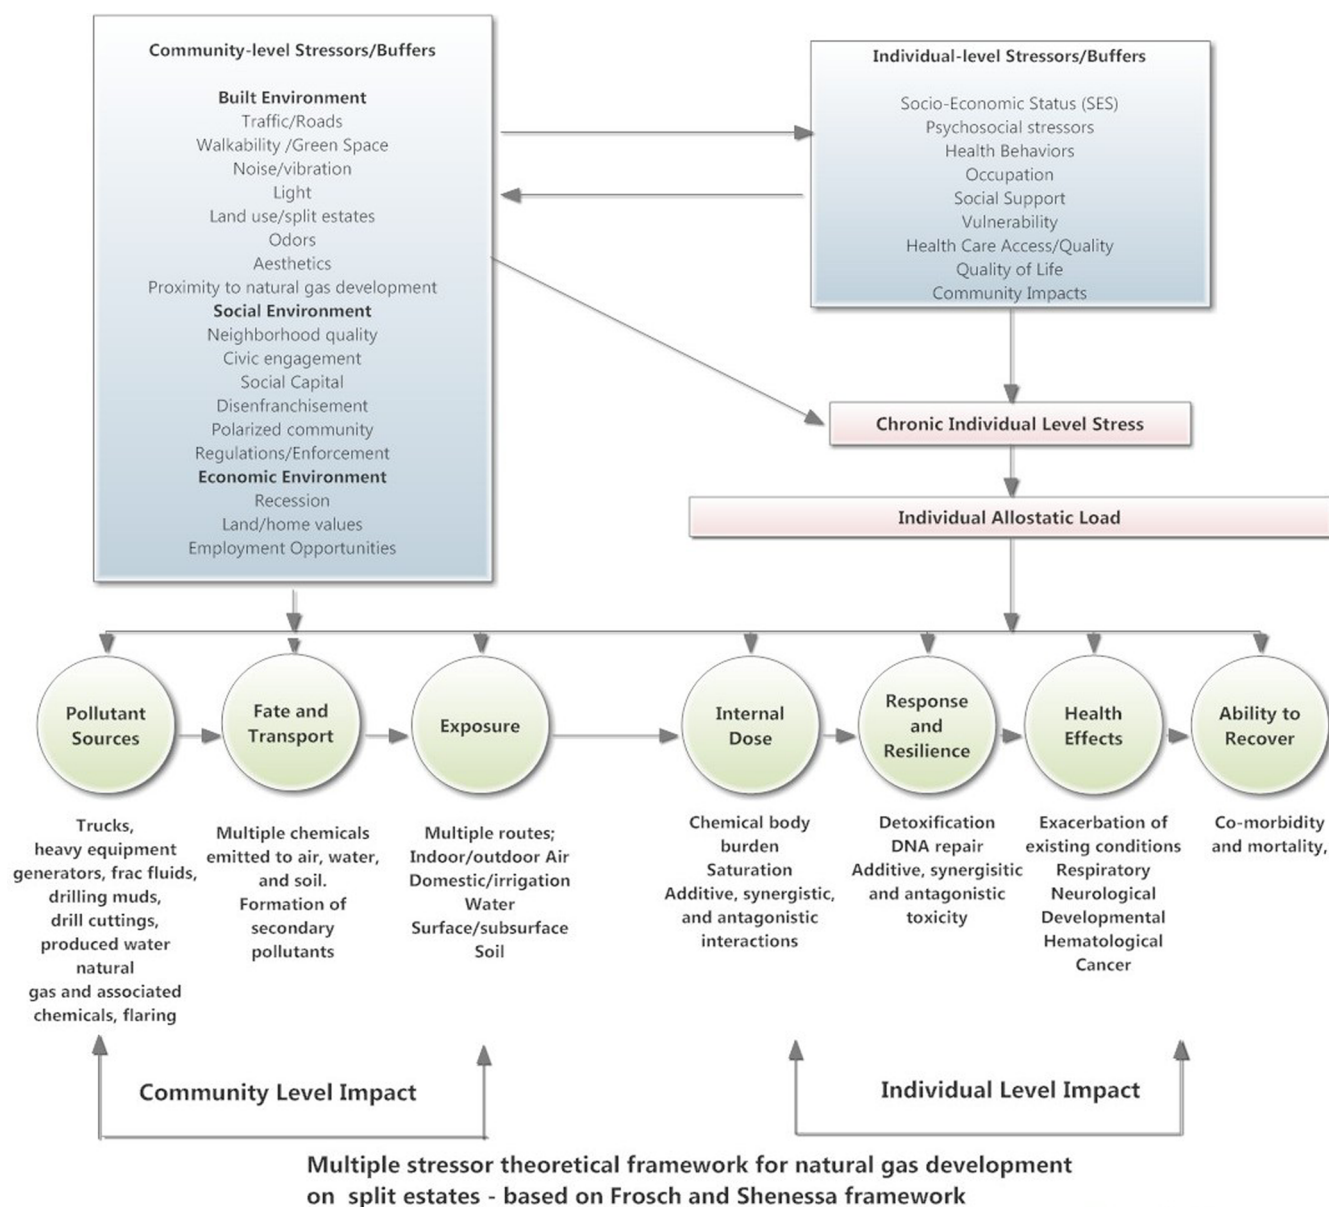 Community-level Stressors/Buffers
Built Environment
Traffic/Roads
Walkability /Green Space
Noise/vibration
Light
Land use/split estates
Odors
Aesthetics
Proximity to natural gas development
Social Environment
Neighborhood quality
Civic engagement
Social Capital
Disenfranchisement
Polarized community
Regulations/Enforcement
Economic Environment
Recession
Land/home values
Employment Opportunities
Individual-level Stressors/Buffers
Socio-Economic Status (SES)
Psychosocial stressors
Health Behaviors
Occupation
Social Support
Vulnerability
Health Care Access/Quality
Quality of Life
Community Impacts
Chronic Individual Level Stress
Individual Allostatic Load
Pollutant
Sources
Fate and
Transport
Exposure
Internal
Dose
Response
and
Resilience
Health
Effects
Ability to
Recover
Trucks,
heavy equipment
generators, frac fluids,
drilling muds,
drill cuttings,
produced water
natural
gas and associated
chemicals, flaring
Multiple chemicals
emitted to air, water,
and soil.
Formation of
secondary
pollutants
Multiple routes;
Indoor/outdoor Air
Domestic/irrigation
Water
Surface/subsurface
Soil
Chemical body
burden
Saturation
Additive, synergistic,
and antagonistic
interactions
Detoxification
DNA repair
Additive, synergisitic
and antagonistic
toxicity
Exacerbation of
existing conditions
Respiratory
Neurological
Developmental
Hematological
Cancer
Co-morbidity
and mortality,
Community Level Impact
Individual Level Impact
Multiple stressor theoretical framework for natural gas development
on split estates - based on Frosch and Shenessa framework